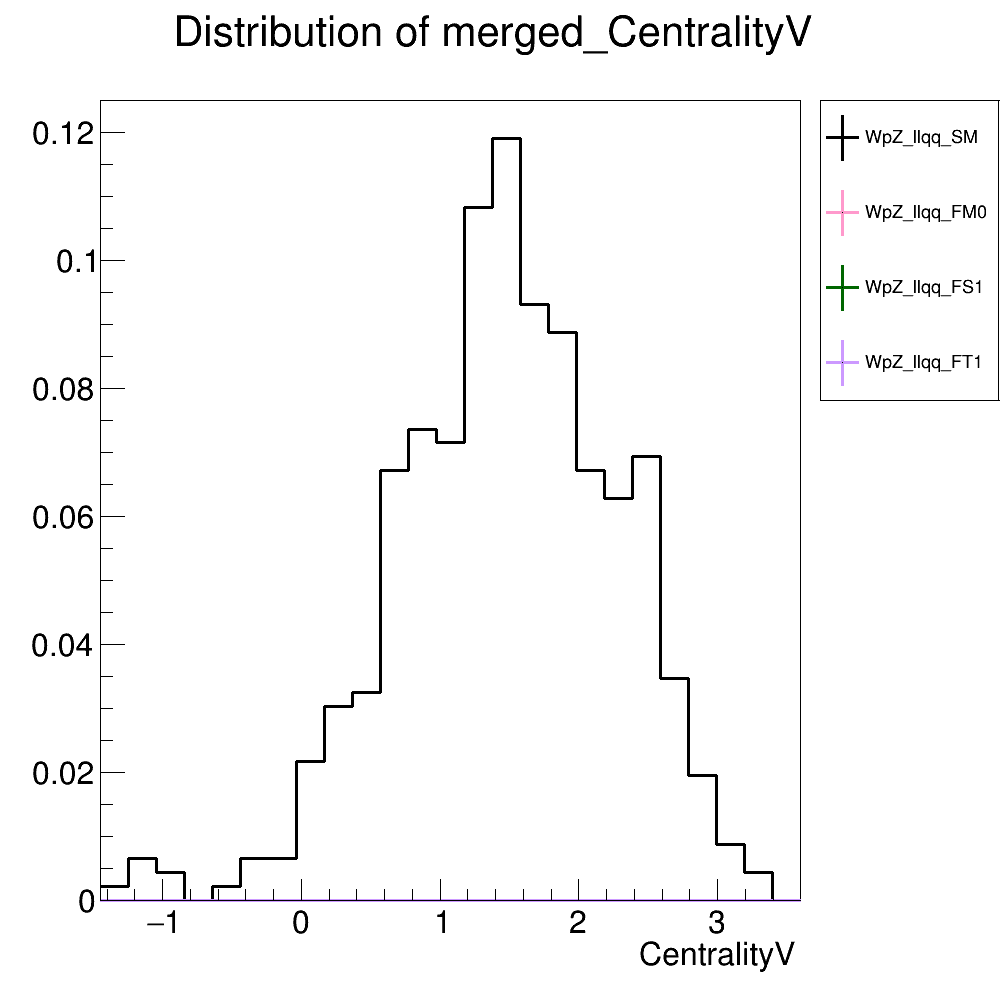 Distribution of merged_CentralityV
0.12
0.1
0.08
0.06
0.04
0.02
0
−1
0
1
2
3
CentralityV
WpZ_llqq_SM
WpZ_llqq_FM0
WpZ_llqq_FS1
WpZ_llqq_FT1